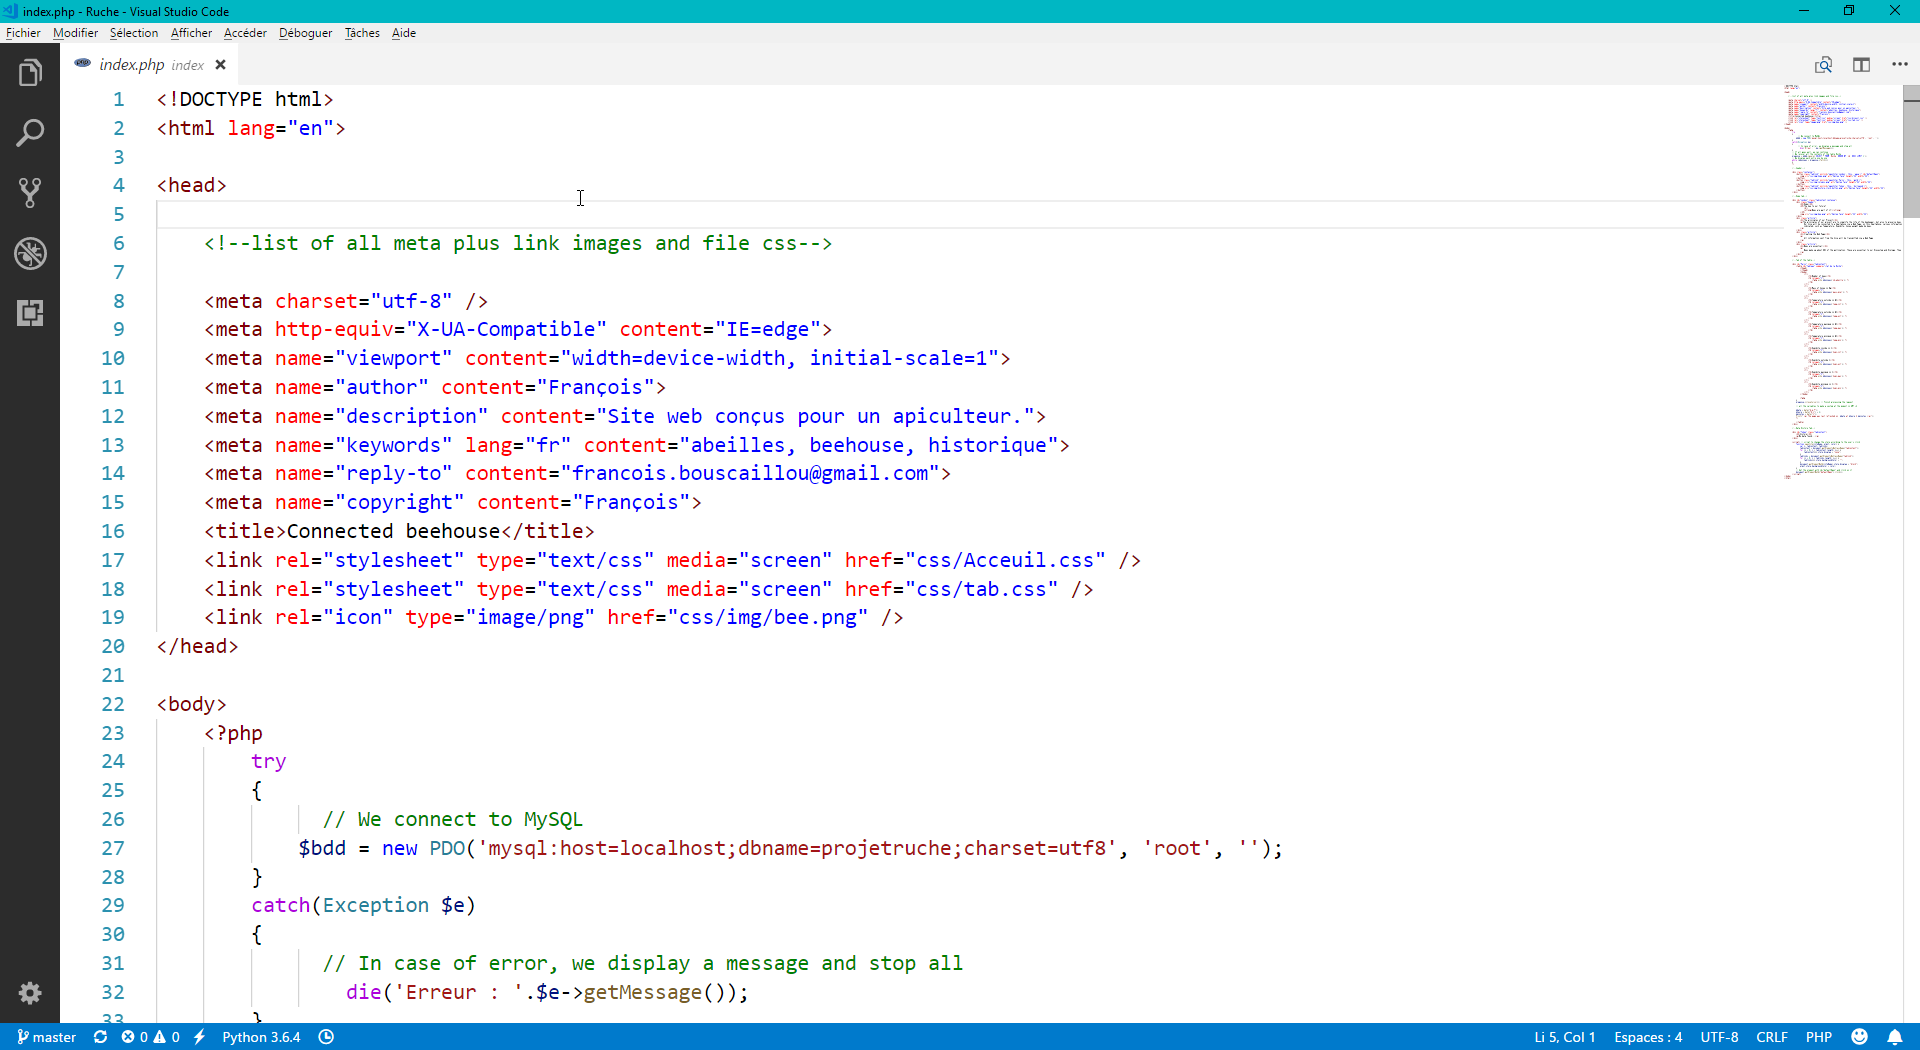 index.php - Ruche - Visual Studio Code
Fichier Modifier Sélection Afficher Accéder Déboguer Tâches Aide
php index.php index
1 <!DOCTYPE html>
2 <html lang="en">
3
4 <head>
5
6 <!--list of all meta plus link images and file css-->
7
8 <meta charset="utf-8" />
9 <meta http-equiv="X-UA-Compatible" content="IE=edge">
10 <meta name="viewport" content="width=device-width, initial-scale=1">
11 <meta name="author" content="François">
12 <meta name="description" content="Site web conçus pour un apiculteur.">
13 <meta name="keywords" lang="fr" content="abeilles, beehouse, historique">
14 <meta name="reply-to" content="francois.bouscaillou@gmail.com">
15 <meta name="copyright" content="François">
16 <title>Connected beehouse</title>
17 <link rel="stylesheet" type="text/css" media="screen" href="css/Acceuil.css" />
18 <link rel="stylesheet" type="text/css" media="screen" href="css/tab.css" />
19 <link rel="icon" type="image/png" href="css/img/bee.png" />
20 </head>
21
22 <body>
23 <?php
24 try
25 {
26 // We connect to MySQL
27 $bdd = new PDO('mysql:host=localhost;dbname=projetruche;charset=utf8', 'root', '');
28 }
29 catch(Exception $e)
30 {
31 // In case of error, we display a message and stop all
32 die('Erreur : '.$e->getMessage());
33 }
master 0 0 Python 3.6.4 Li 5, Col 1 Espaces : 4 UTF-8 CRLF PHP